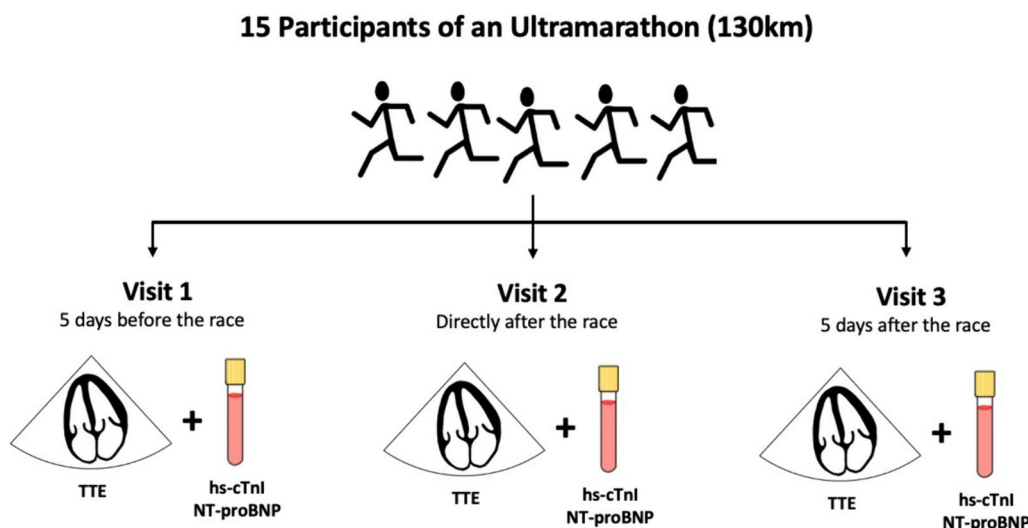 15 Participants of an Ultramarathon (130km)
Visit 1
5 days before the race
TTE
+
hs-cTnI
NT-proBNP
Visit 2
Directly after the race
TTE
+
hs-cTnI
NT-proBNP
Visit 3
5 days after the race
TTE
+
hs-cTnI
NT-proBNP